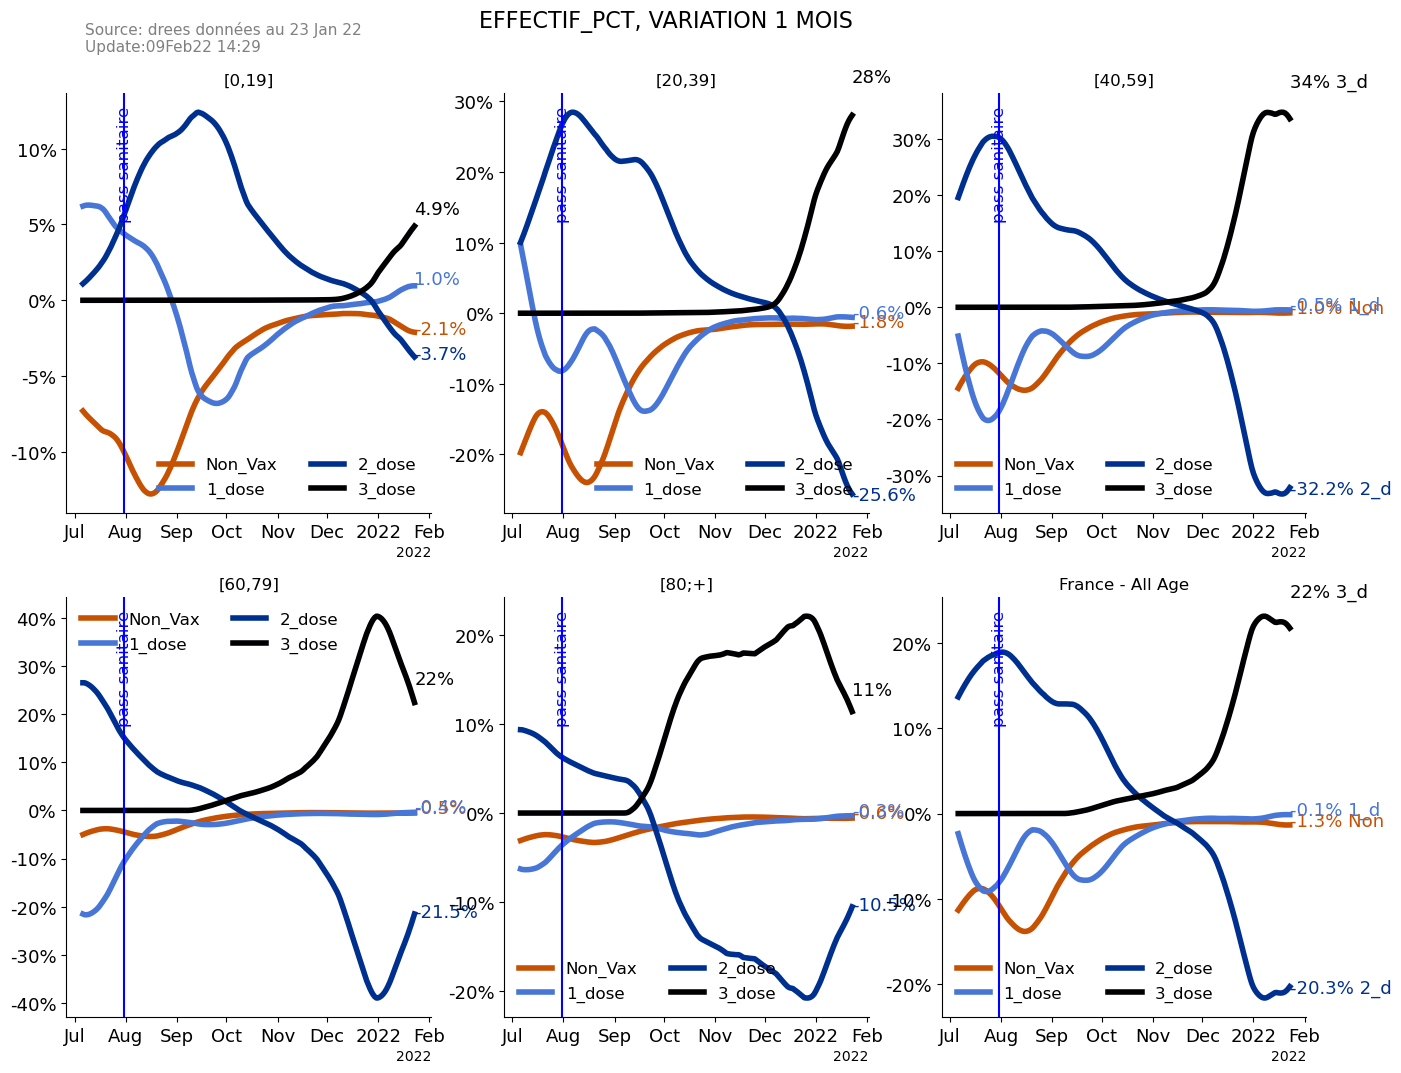 EFFECTIF_PCT, VARIATION 1 MOIS
Source: drees données au 23 Jan 22
Update:09Feb22 14:29
[0,19]
10%
5%
0%
-5%
-10%
pass sanitaire
4.9%
1.0%
-2.1%
-3.7%
Non_Vax
1_dose
2_dose
3_dose
Jul Aug Sep Oct Nov Dec 2022 Feb
2022
[20,39]
28%
30%
20%
10%
0%
-10%
-20%
pass sanitaire
-0.6%
-1.8%
-25.6%
Non_Vax
1_dose
2_dose
3_dose
Jul Aug Sep Oct Nov Dec 2022 Feb
2022
[40,59]
34% 3_d
30%
20%
10%
0%
-10%
-20%
-30%
pass sanitaire
-0.5% 1_d
-1.0% Non
-32.2% 2_d
Non_Vax
1_dose
2_dose
3_dose
Jul Aug Sep Oct Nov Dec 2022 Feb
2022
[60,79]
40%
30%
20%
10%
0%
-10%
-20%
-30%
-40%
pass sanitaire
Non_Vax
1_dose
2_dose
3_dose
22%
-21.5%
Jul Aug Sep Oct Nov Dec 2022 Feb
2022
[80;+]
20%
10%
0%
-10%
-20%
pass sanitaire
11%
-10.5%
Non_Vax
1_dose
2_dose
3_dose
Jul Aug Sep Oct Nov Dec 2022 Feb
2022
France - All Age
22% 3_d
20%
10%
0%
-10%
-20%
pass sanitaire
-0.1% 1_d
-1.3% Non
-20.3% 2_d
Non_Vax
1_dose
2_dose
3_dose
Jul Aug Sep Oct Nov Dec 2022 Feb
2022